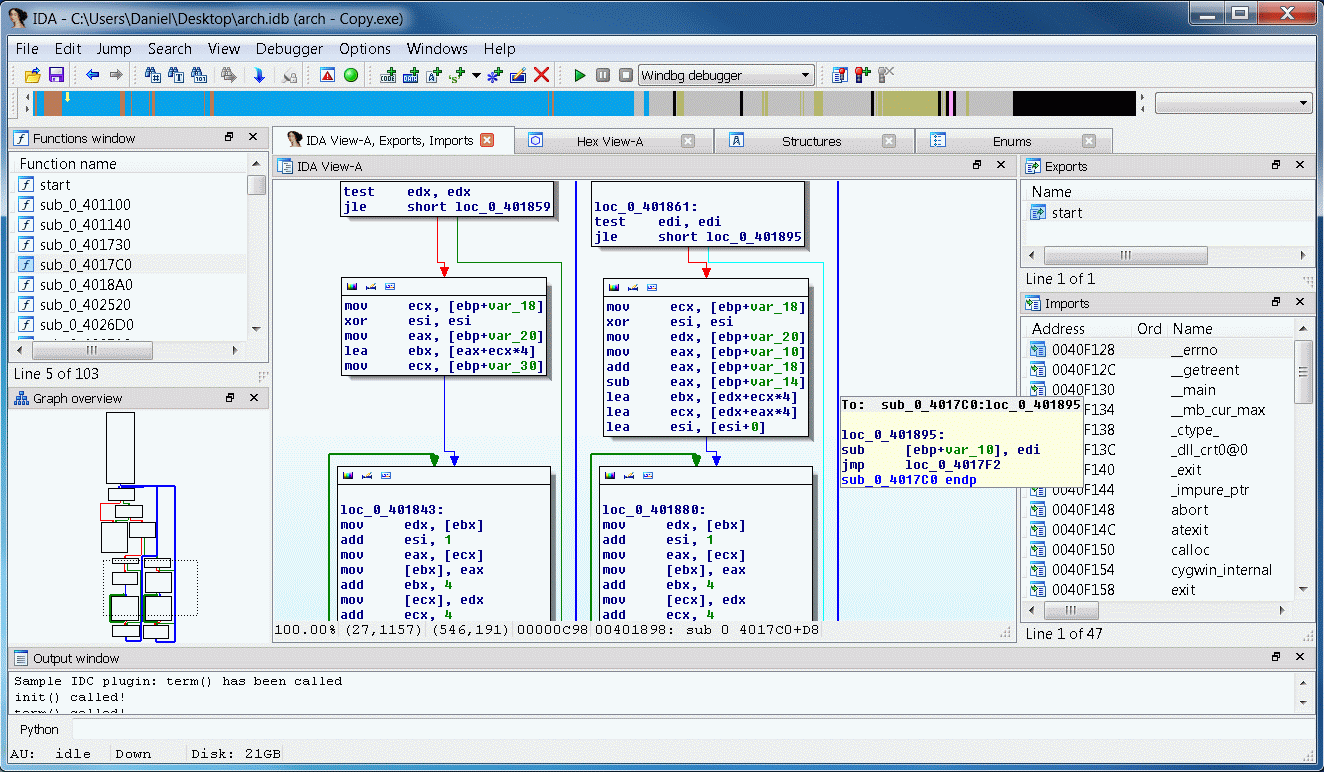 IDA - C:\Users\Daniel\Desktop\arch.idb (arch - Copy.exe)
File Edit Jump Search View Debugger Options Windows Help
Windbg debugger
Functions window
Function name
start
sub_0_401100
sub_0_401140
sub_0_401730
sub_0_4017C0
sub_0_4018A0
sub_0_402520
sub_0_4026D0
Line 5 of 103
Graph overview
IDA View-A, Exports, Imports
Hex View-A
Structures
Enums
IDA View-A
test edx, edx
jle short loc_0_401859
mov ecx, [ebp+var_18]
xor esi, esi
mov eax, [ebp+var_20]
lea ebx, [eax+ecx*4]
mov ecx, [ebp+var_30]
loc_0_401843:
mov edx, [ebx]
add esi, 1
mov eax, [ecx]
mov [ebx], eax
add ebx, 4
mov [ecx], edx
add ecx, 4
loc_0_401861:
test edi, edi
jle short loc_0_401895
mov ecx, [ebp+var_18]
xor esi, esi
mov edx, [ebp+var_20]
mov eax, [ebp+var_10]
add eax, [ebp+var_18]
sub eax, [ebp+var_14]
lea ebx, [edx+ecx*4]
lea ecx, [edx+eax*4]
lea esi, [esi+0]
loc_0_401880:
mov edx, [ebx]
add esi, 1
mov eax, [ecx]
mov [ebx], eax
add ebx, 4
mov [ecx], edx
add ecx, 4
To: sub_0_4017C0:loc_0_401895
loc_0_401895:
sub [ebp+var_10], edi
jmp loc_0_4017F2
sub_0_4017C0 endp
100.00% (27,1157) (546,191) 00000C98 00401898: sub_0_4017C0+D8
Exports
Name
start
Line 1 of 1
Imports
Address Ord Name
0040F128 __errno
0040F12C __getreent
0040F130 __main
F134 __mb_cur_max
F138 _ctype_
F13C _dll_crt0@0
F140 _exit
F144 _impure_ptr
0040F148 abort
0040F14C atexit
0040F150 calloc
0040F154 cygwin_internal
0040F158 exit
Line 1 of 47
Output window
Sample IDC plugin: term() has been called
init() called!
term() called!
Python
AU: idle Down Disk: 21GB